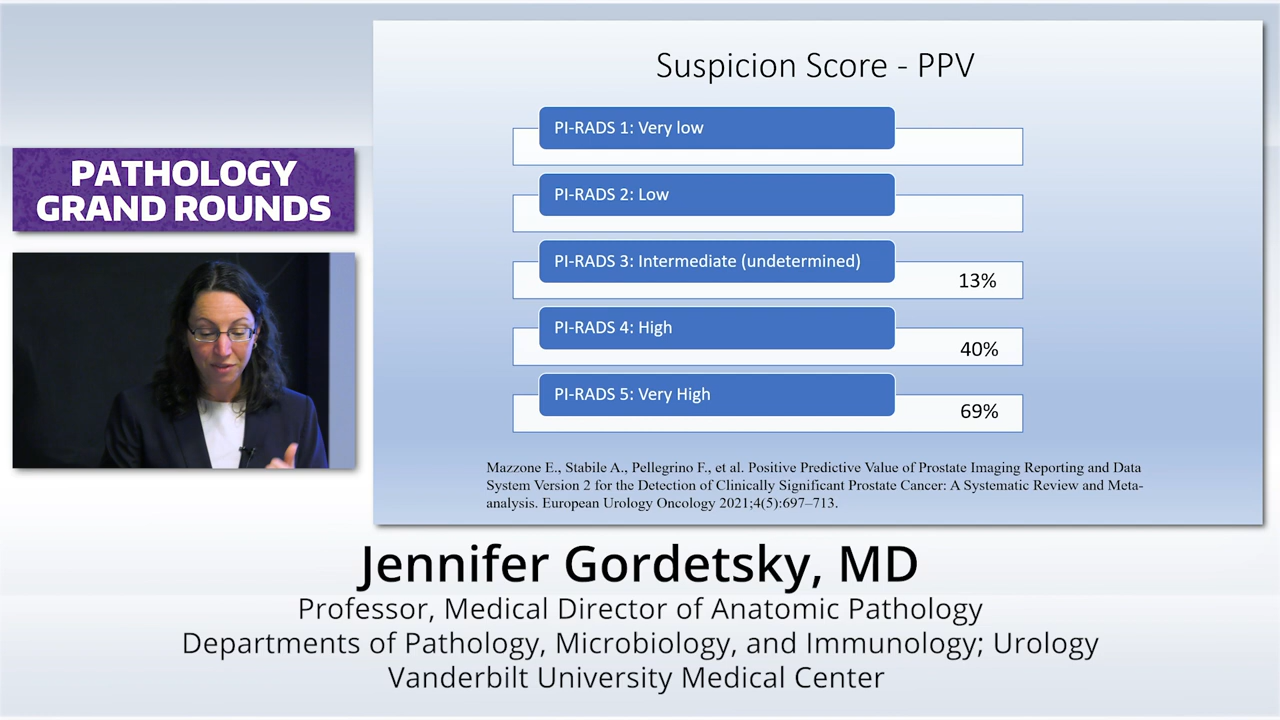 PATHOLOGY
GRAND ROUNDS
Suspicion Score - PPV
PI-RADS 1: Very low
PI-RADS 2: Low
PI-RADS 3: Intermediate (undetermined)
13%
PI-RADS 4: High
40%
PI-RADS 5: Very High
69%
Mazzone E., Stabile A., Pellegrino F., et al. Positive Predictive Value of Prostate Imaging Reporting and Data
System Version 2 for the Detection of Clinically Significant Prostate Cancer: A Systematic Review and Meta-
analysis. European Urology Oncology 2021;4(5):697–713.
Jennifer Gordetsky, MD
Professor, Medical Director of Anatomic Pathology
Departments of Pathology, Microbiology, and Immunology; Urology
Vanderbilt University Medical Center